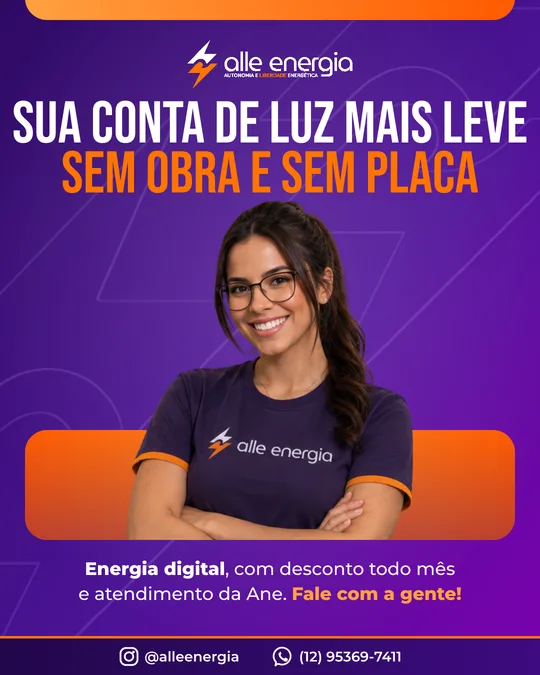 alle energia
AUTONOMIA E LIBERDADE ENERGÉTICA
SUA CONTA DE LUZ MAIS LEVE
SEM OBRA E SEM PLACA
alle energia
Energia digital, com desconto todo mês
e atendimento da Ane. Fale com a gente!
@alleenergia (12) 95369-7411